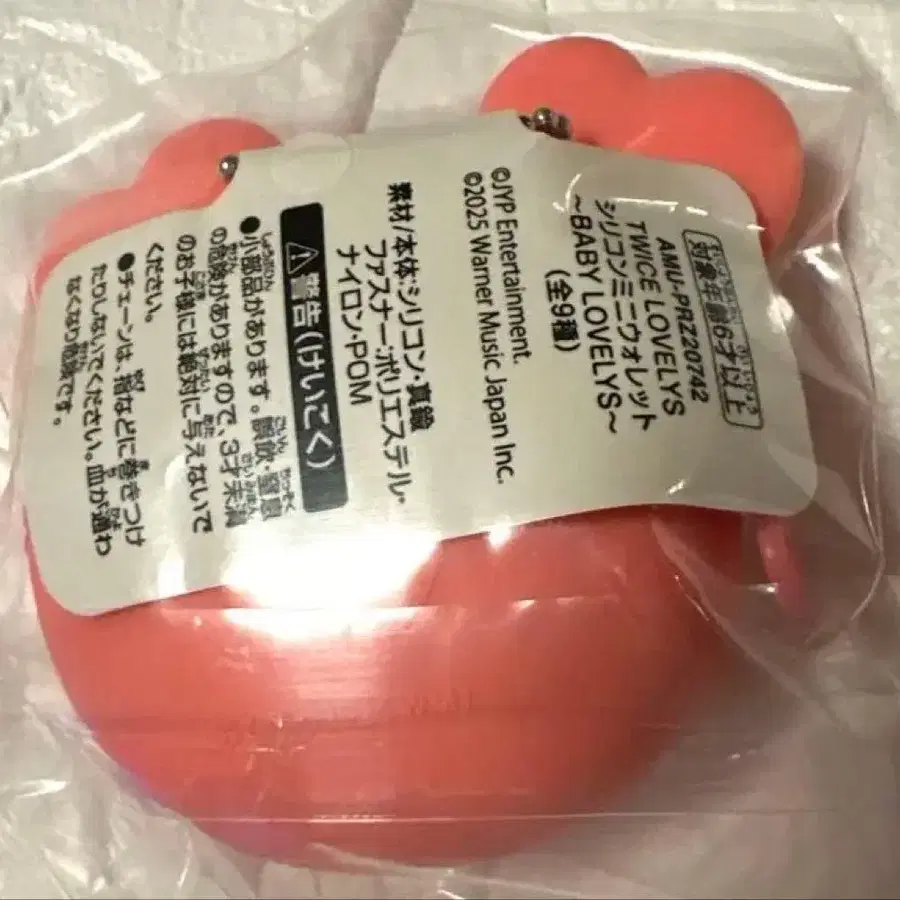 対象年齢6才以上
AMU-PRZ20742
TWICE LOVELYS
シリコンミニウォレット
~BABY LOVELYS~
(全9種)
©JYP Entertainment.
©2025 Warner Music Japan Inc.
素材/本体:シリコン・真鍮
ファスナー:ポリエステル・
ナイロン・POM
⚠警告(けいこく)
●小部品があります。誤飲・窒息
の危険がありますので、3才未満
のお子様には絶対に与えないで
ください。
●チェーンは、指などに巻きつけ
たりしないでください。血が通わ
なくなり危険です。